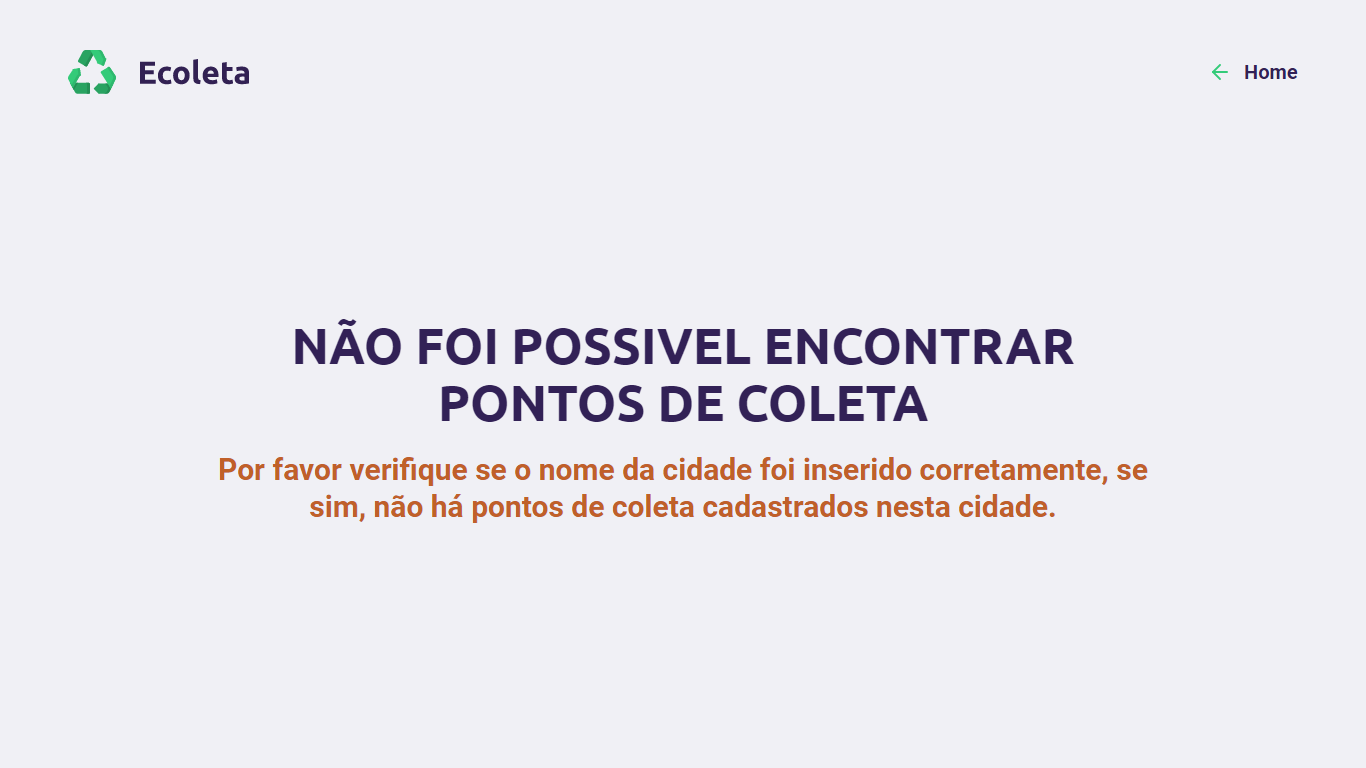 Ecoleta
Home
NÃO FOI POSSIVEL ENCONTRAR
PONTOS DE COLETA
Por favor verifique se o nome da cidade foi inserido corretamente, se
sim, não há pontos de coleta cadastrados nesta cidade.